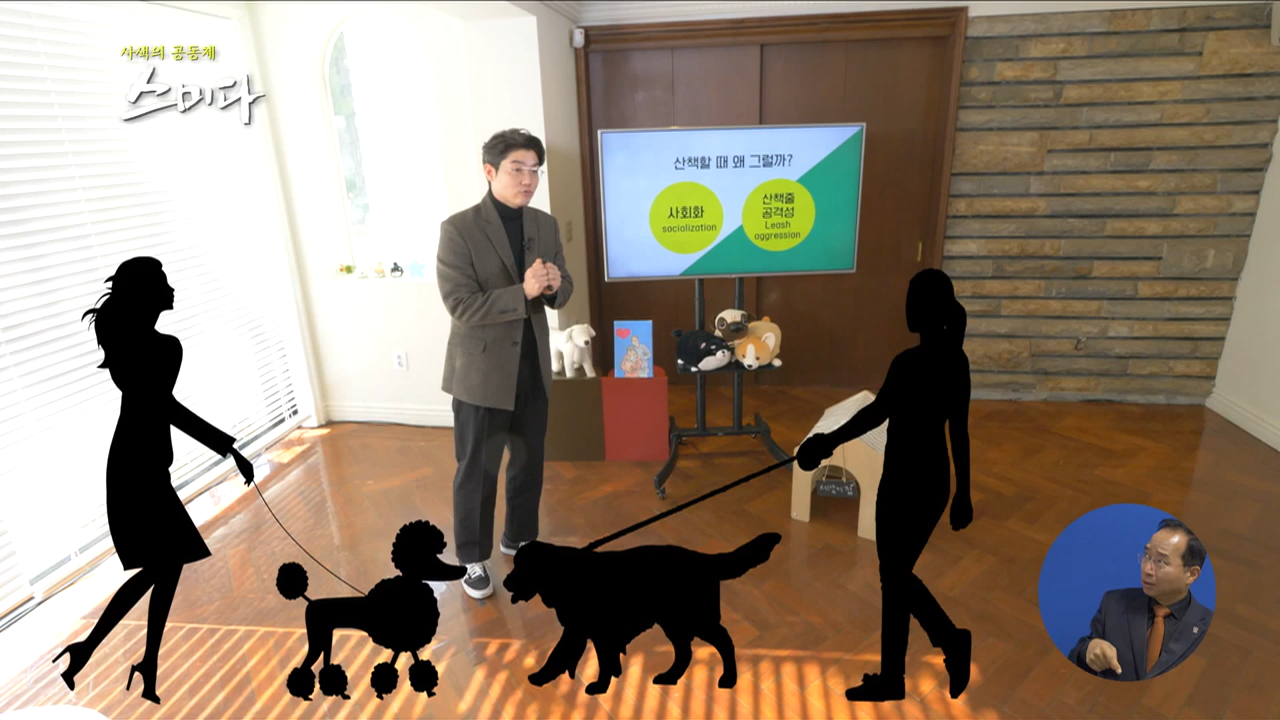 사색의 공동체
스미다
산책할 때 왜 그럴까?
사회화
socialization
산책줄
공격성
Leash
aggression